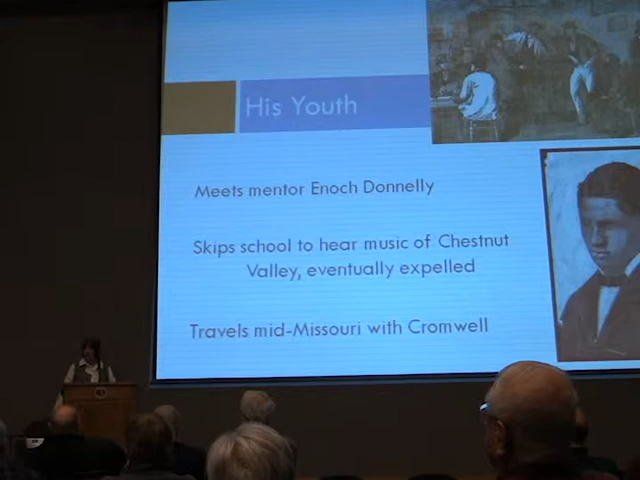 His Youth
Meets mentor Enoch Donnelly
Skips school to hear music of Chestnut
Valley, eventually expelled
Travels mid-Missouri with Cromwell